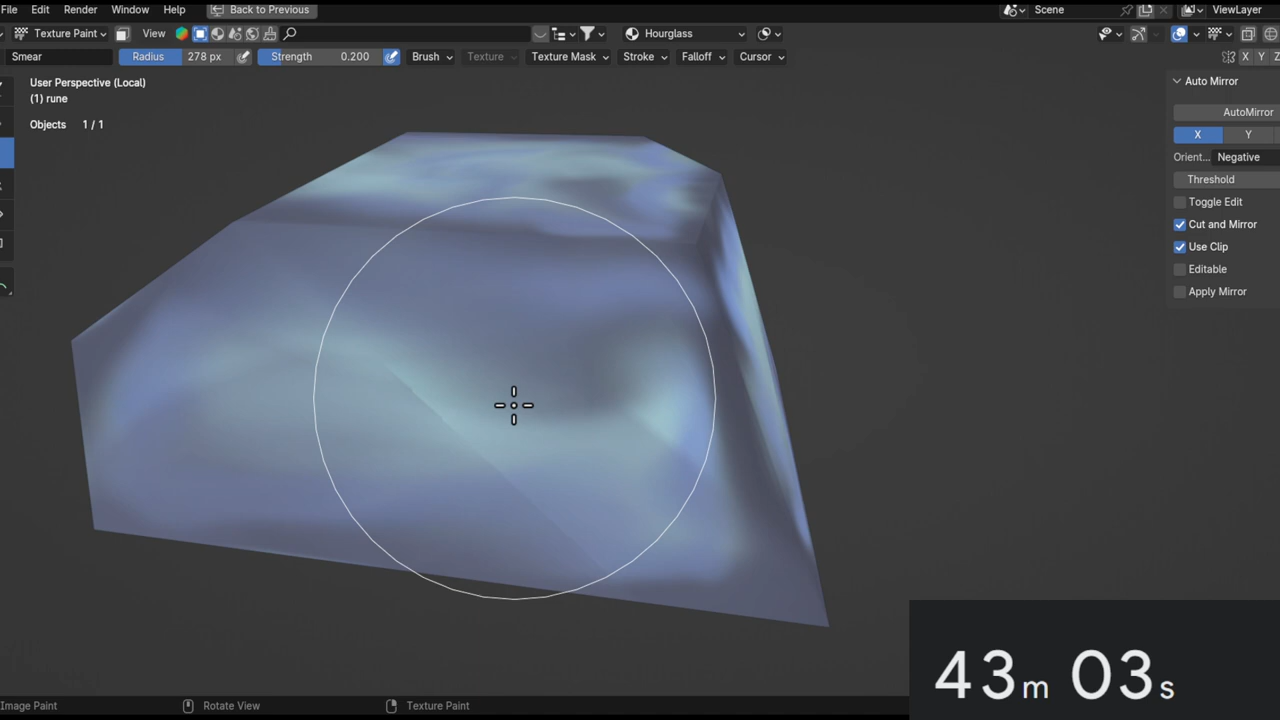 File Edit Render Window Help Back to Previous Scene ViewLayer
Texture Paint View Hourglass
Smear Radius 278 px Strength 0.200 Brush Texture Texture Mask Stroke Falloff Cursor X Y Z
User Perspective (Local)
(1) rune
Objects 1 / 1
Auto Mirror
AutoMirror
X Y
Orient... Negative
Threshold
Toggle Edit
Cut and Mirror
Use Clip
Editable
Apply Mirror
43m 03s
Image Paint Rotate View Texture Paint